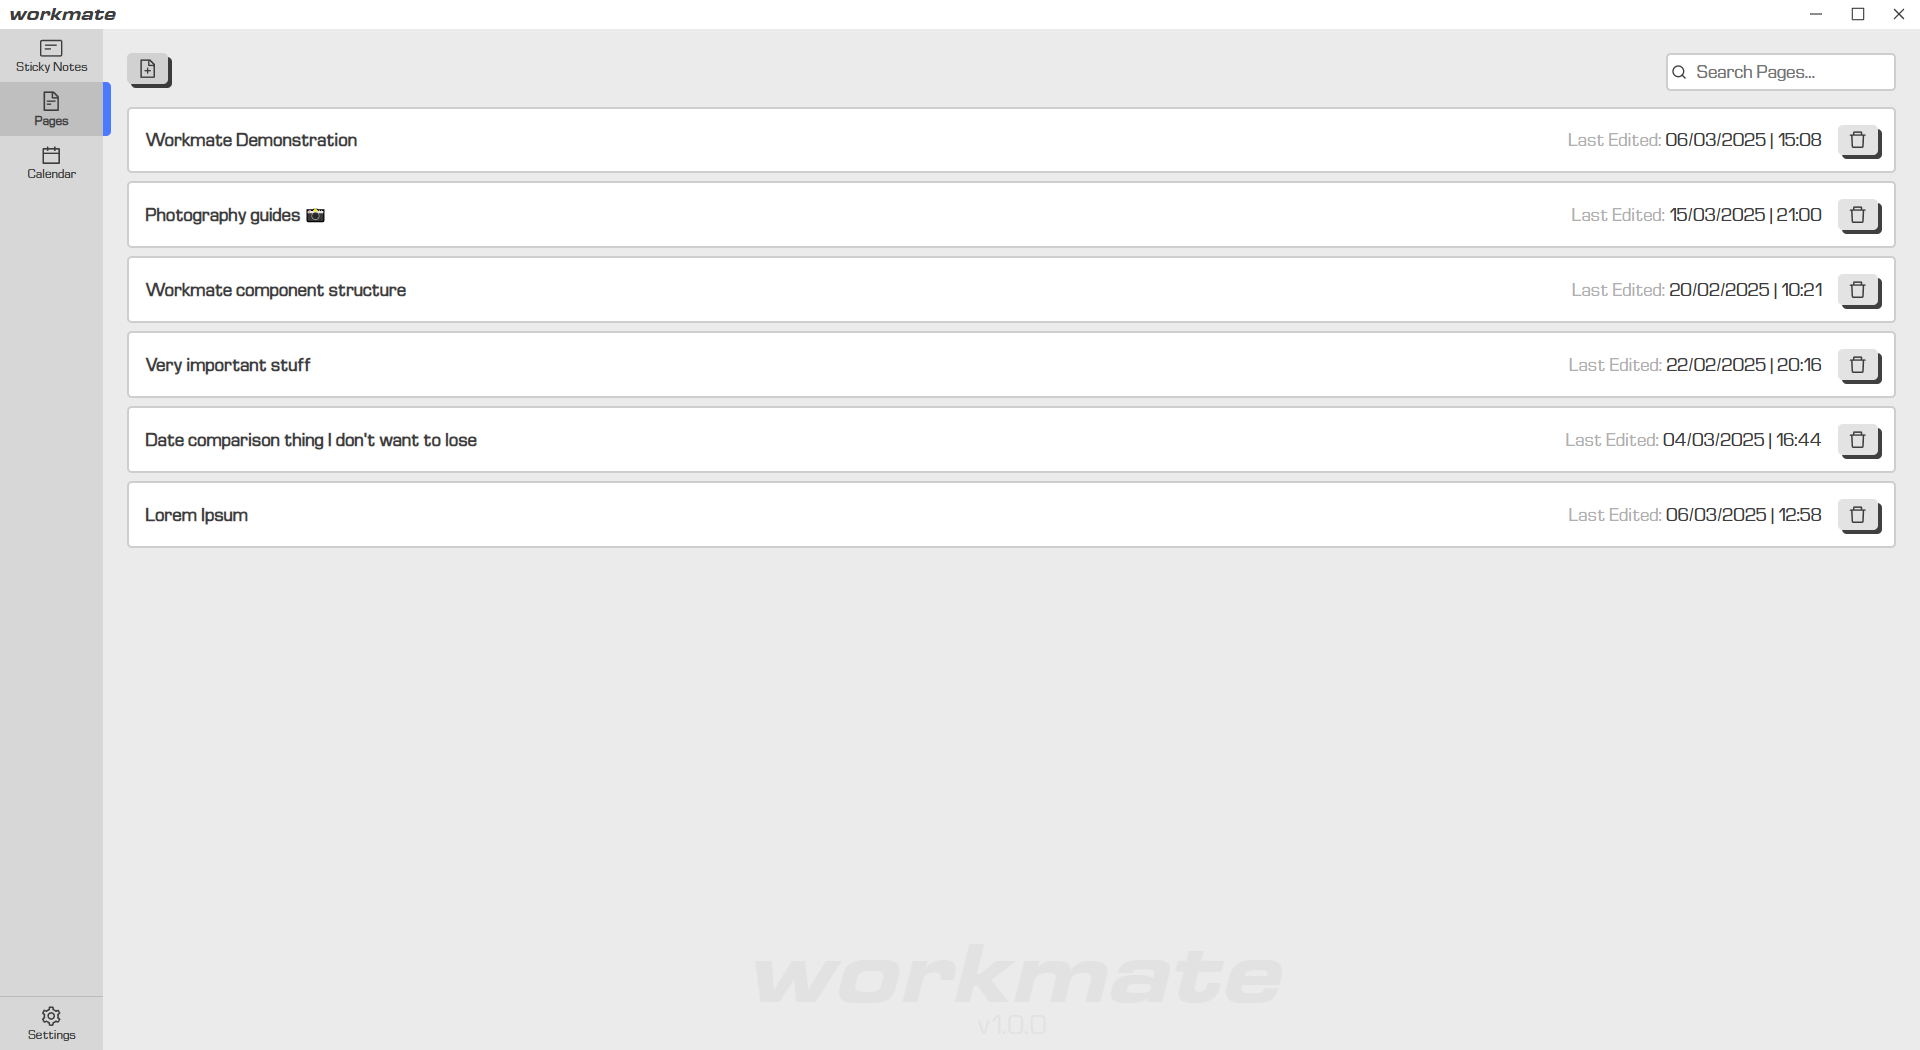 workmate
Sticky Notes
Pages
Calendar
Search Pages...
Workmate Demonstration Last Edited: 06/03/2025 | 15:08
Photography guides 📷 Last Edited: 15/03/2025 | 21:00
Workmate component structure Last Edited: 20/02/2025 | 10:21
Very important stuff Last Edited: 22/02/2025 | 20:16
Date comparison thing I don't want to lose Last Edited: 04/03/2025 | 16:44
Lorem Ipsum Last Edited: 06/03/2025 | 12:58
workmate
v1.0.0
Settings